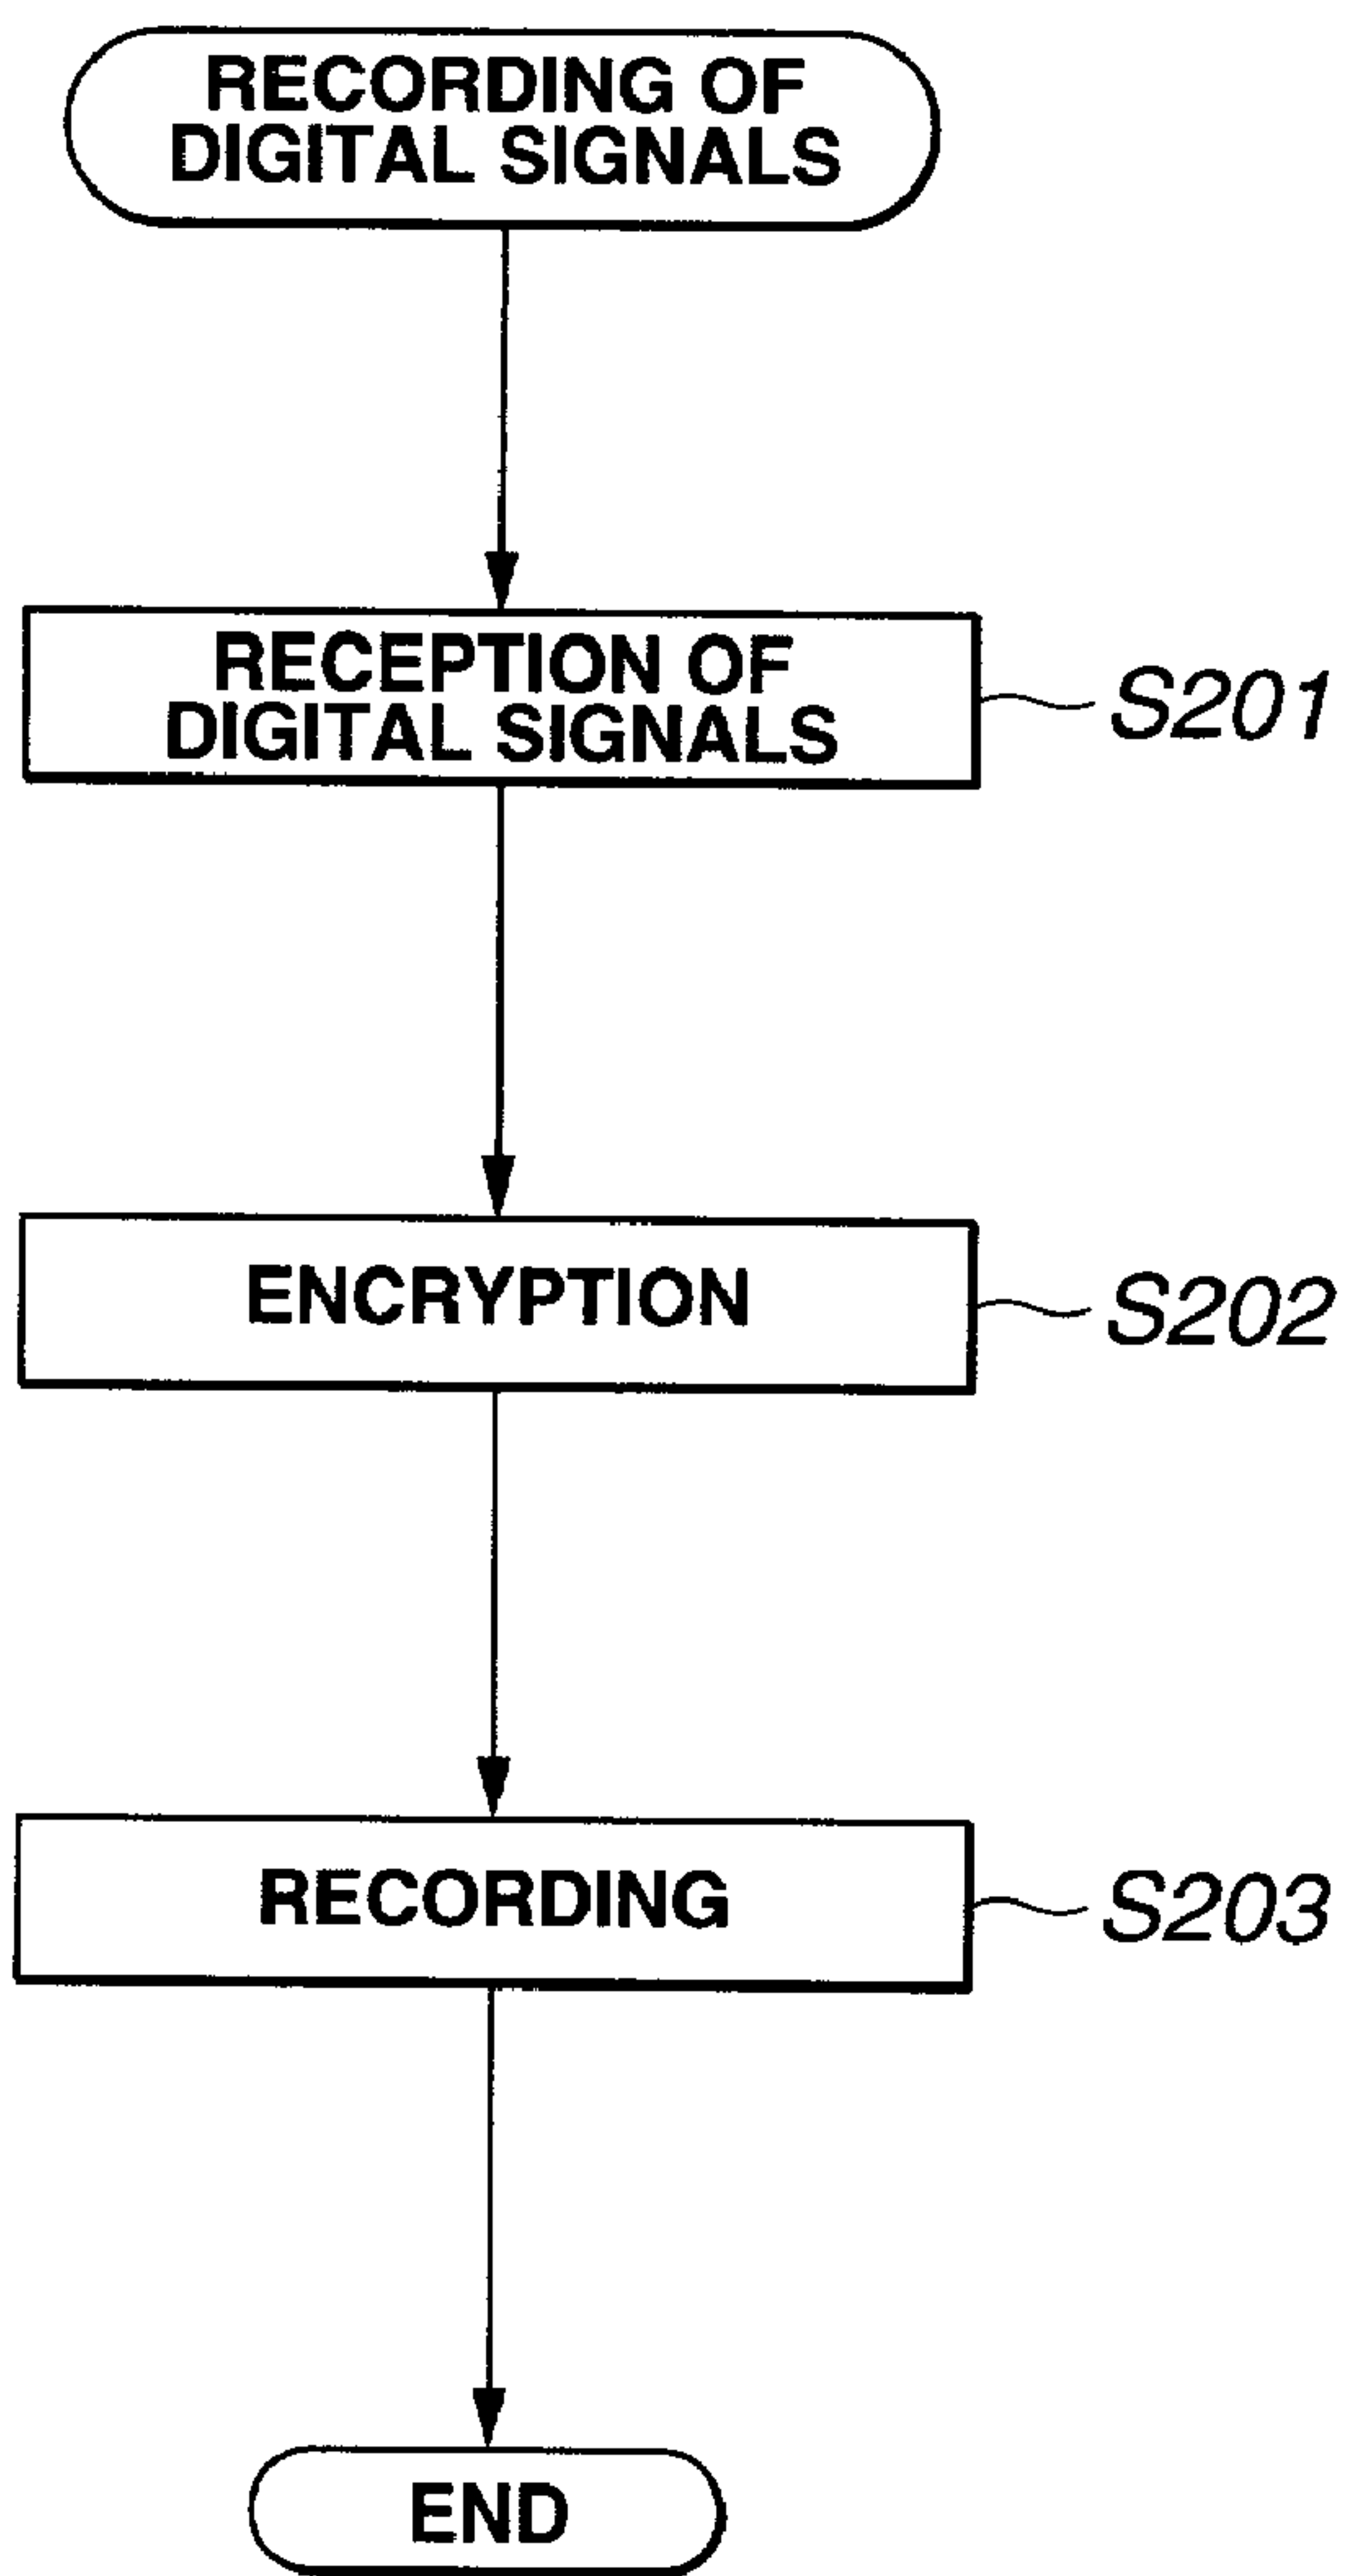 RECORDING OF
DIGITAL SIGNALS
RECEPTION OF
DIGITAL SIGNALS
S201
ENCRYPTION
S202
RECORDING
S203
END